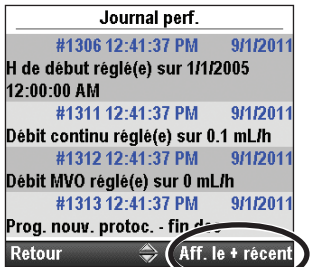 Journal perf.
#1306 12:41:37 PM 9/1/2011
H de début réglé(e) sur 1/1/2005
12:00:00 AM
#1311 12:41:37 PM 9/1/2011
Débit continu réglé(e) sur 0.1 mL/h
#1312 12:41:37 PM 9/1/2011
Débit MVO réglé(e) sur 0 mL/h
#1313 12:41:37 PM 9/1/2011
Prog. nouv. protoc. - fin
Retour Aff. le + récent